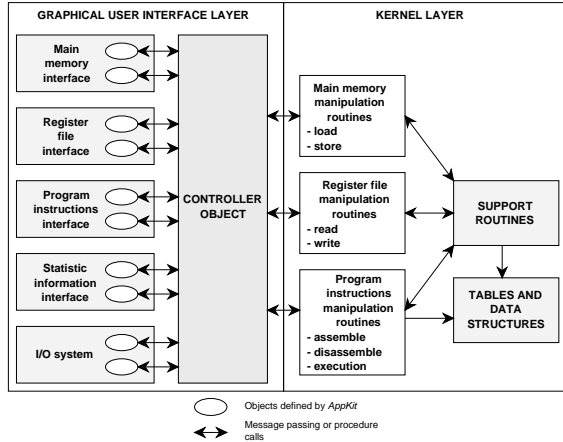 GRAPHICAL USER INTERFACE LAYER
KERNEL LAYER
Main
memory
interface
Register
file
interface
Program
instructions
interface
Statistic
information
interface
I/O system
CONTROLLER
OBJECT
Main memory
manipulation
routines
- load
- store
Register file
manipulation
routines
- read
- write
Program
instructions
manipulation
routines
- assemble
- disassemble
- execution
SUPPORT
ROUTINES
TABLES AND
DATA
STRUCTURES
Objects defined by AppKit
Message passing or procedure
calls